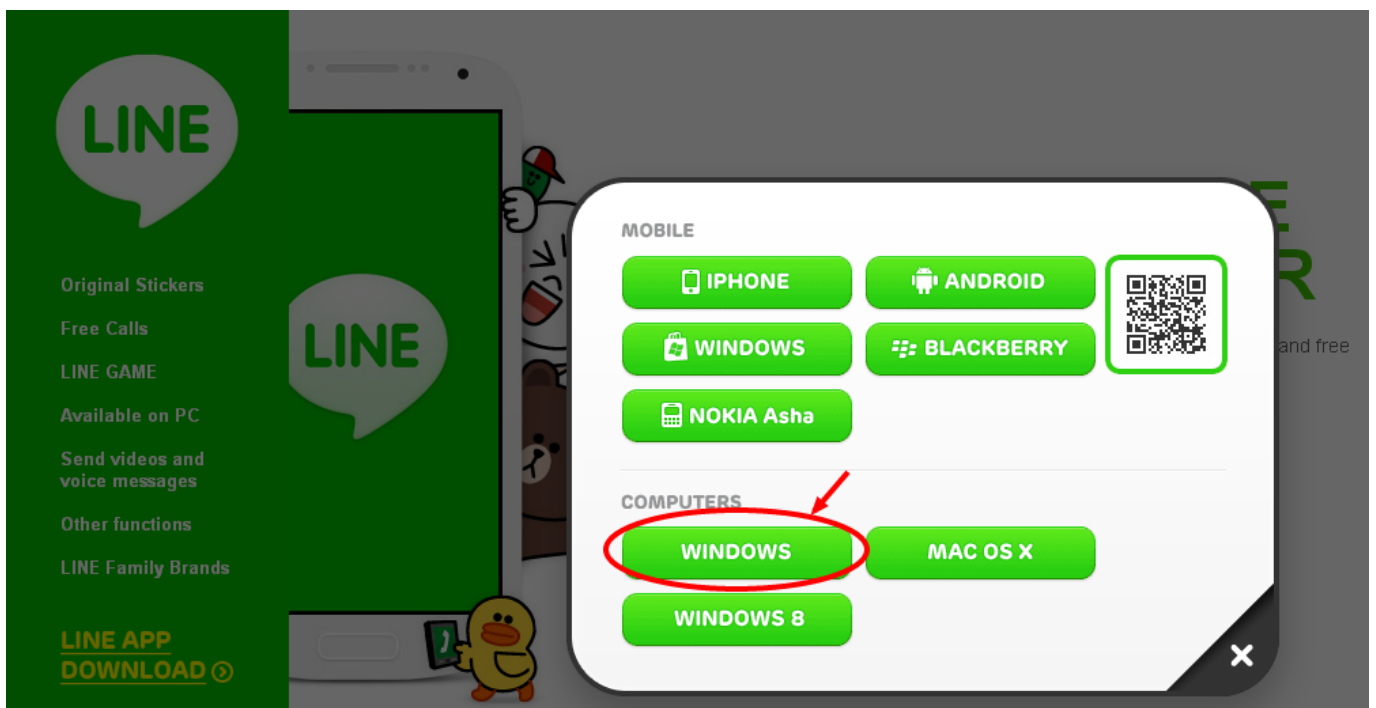 LINE
Original Stickers
Free Calls
LINE GAME
Available on PC
Send videos and
voice messages
Other functions
LINE Family Brands
LINE APP
DOWNLOAD
LINE
MOBILE
IPHONE
ANDROID
WINDOWS
BLACKBERRY
NOKIA Asha
COMPUTERS
WINDOWS
MAC OS X
WINDOWS 8
E
R
and free